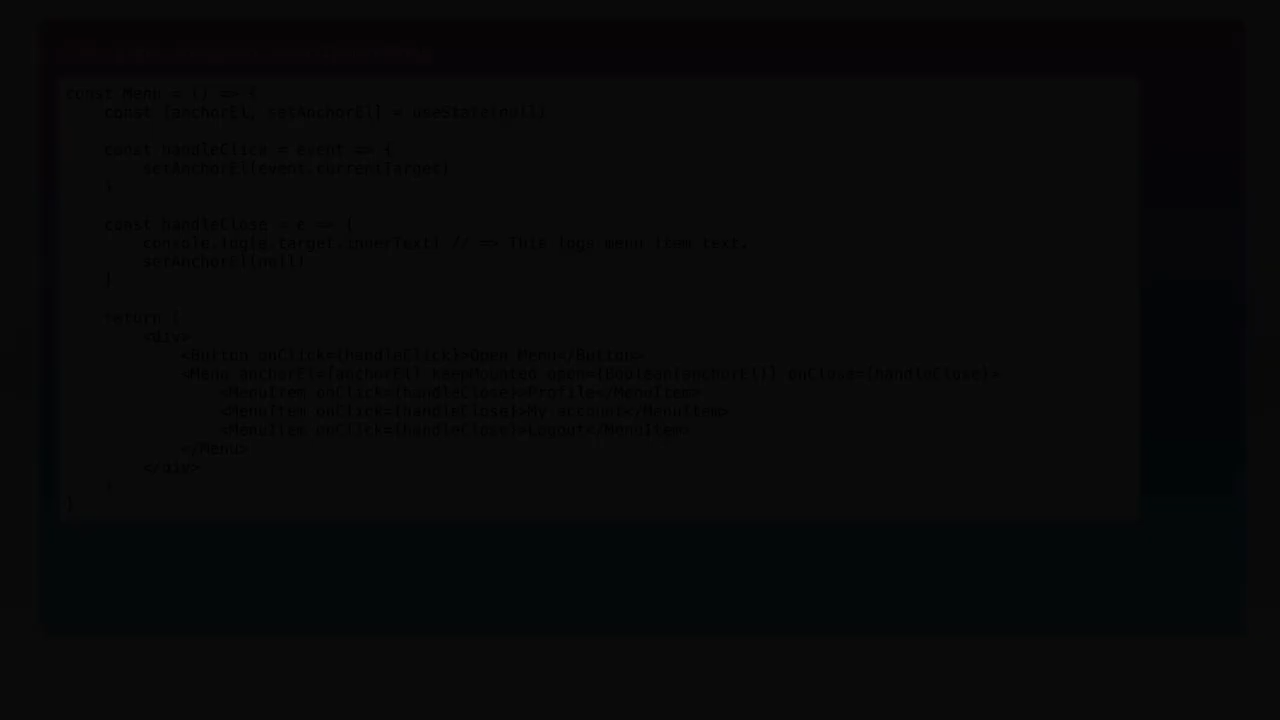 const Menu = () => {
const [anchorEl, setAnchorEl] = useState(null)
const handleClick = event => {
setAnchorEl(event.currentTarget)
}
const handleClose = e => {
console.log(e.target.innerText) // => This logs menu item text.
setAnchorEl(null)
}
return (
<div>
<Button onClick={handleClick}>Open Menu</Button>
<Menu anchorEl={anchorEl} keepMounted open={Boolean(anchorEl)} onClose={handleClose}>
<MenuItem onClick={handleClose}>Profile</MenuItem>
<MenuItem onClick={handleClose}>My account</MenuItem>
<MenuItem onClick={handleClose}>Logout</MenuItem>
</Menu>
</div>
)
}